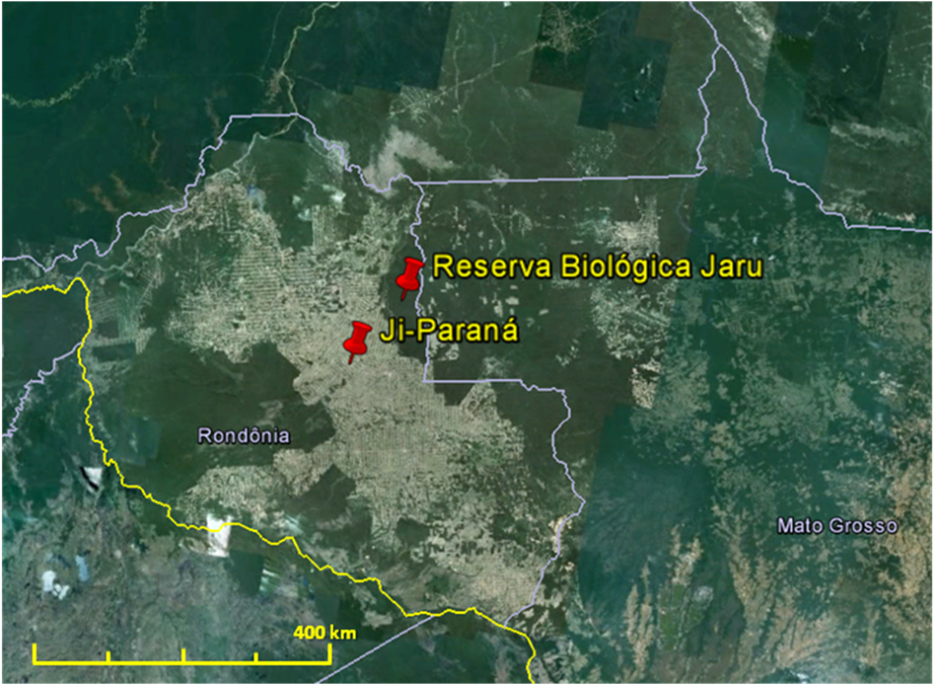 Reserva Biológica Jaru
Ji-Paraná
Rondônia
Mato Grosso
400 km